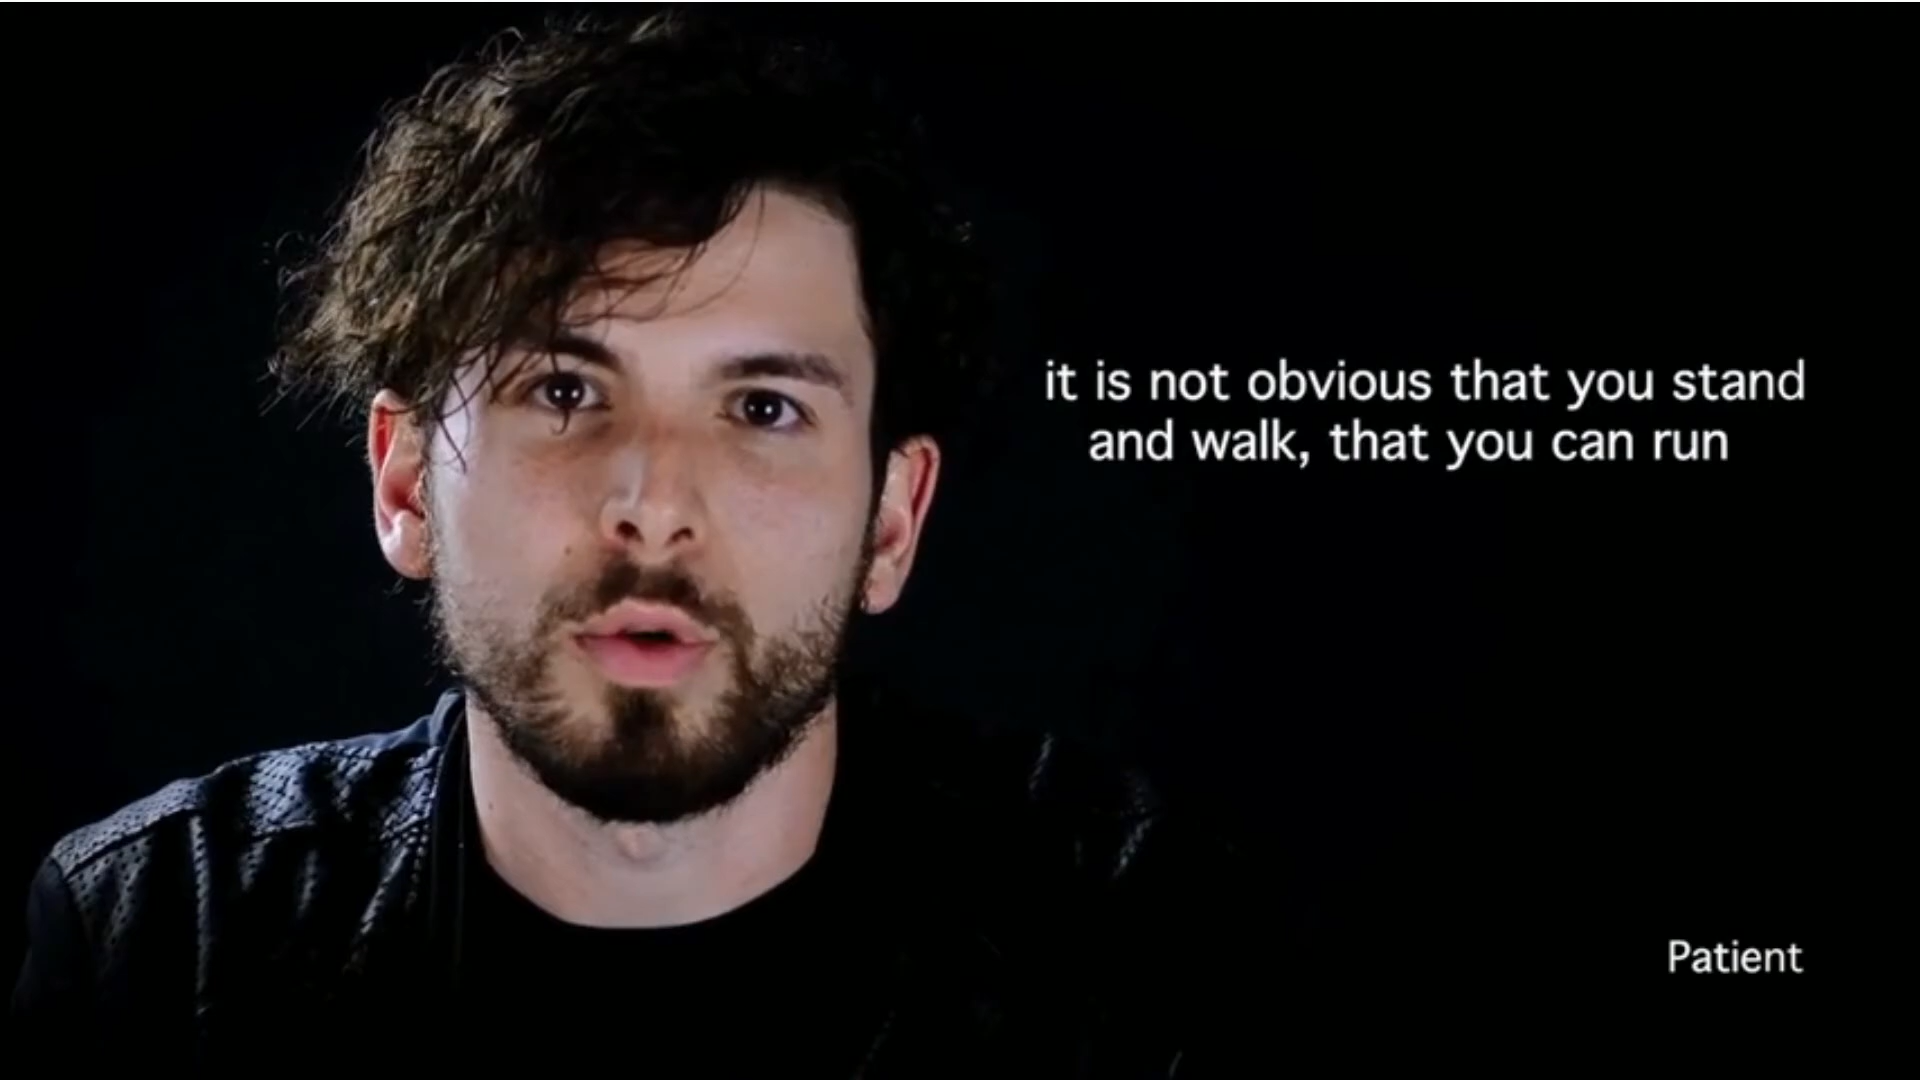 it is not obvious that you stand
and walk, that you can run
Patient